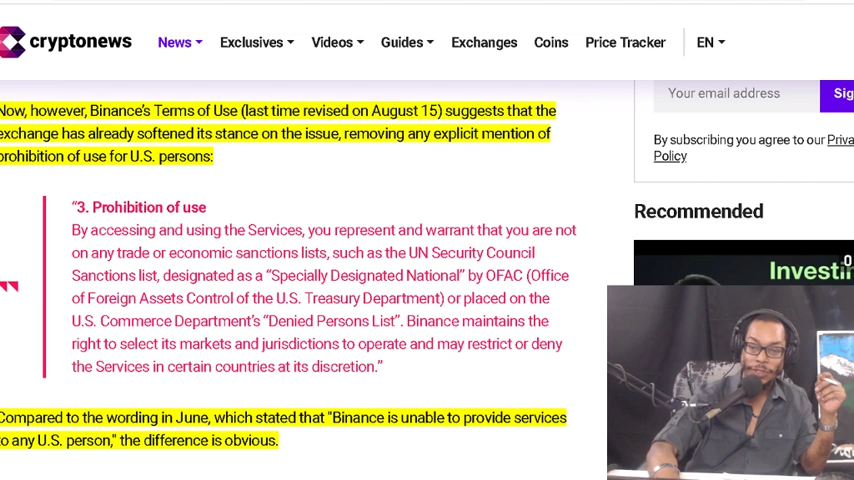 cryptonews
News
Exclusives
Videos
Guides
Exchanges
Coins
Price Tracker
EN
Now, however, Binance's Terms of Use (last time revised on August 15) suggests that the
exchange has already softened its stance on the issue, removing any explicit mention of
prohibition of use for U.S. persons:
“3. Prohibition of use
By accessing and using the Services, you represent and warrant that you are not
on any trade or economic sanctions lists, such as the UN Security Council
Sanctions list, designated as a “Specially Designated National” by OFAC (Office
of Foreign Assets Control of the U.S. Treasury Department) or placed on the
U.S. Commerce Department’s “Denied Persons List”. Binance maintains the
right to select its markets and jurisdictions to operate and may restrict or deny
the Services in certain countries at its discretion.”
Compared to the wording in June, which stated that "Binance is unable to provide services
to any U.S. person," the difference is obvious.
Your email address
Sig
By subscribing you agree to our Priva
Policy
Recommended
Investin
0